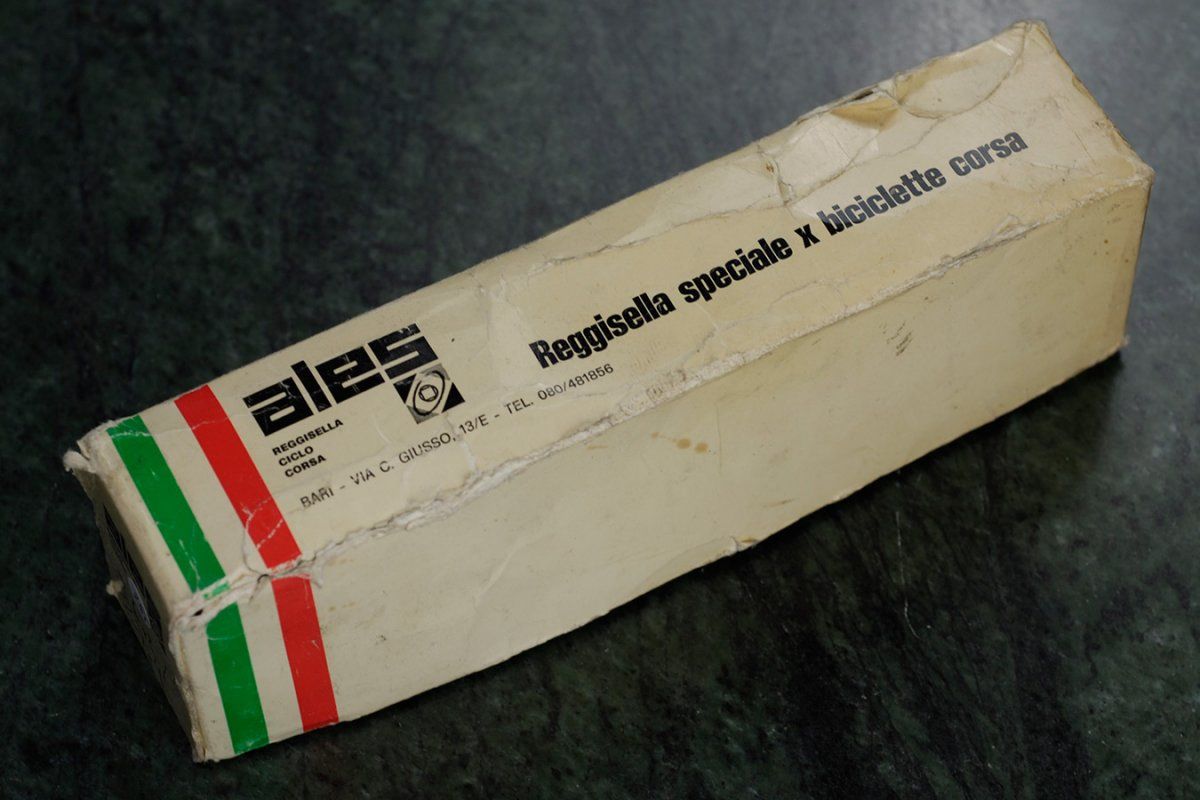 ales
REGGISELLA
CICLO
CORSA
BARI - VIA C. GIUSSO, 13/E - TEL. 080/481856
Reggisella speciale x biciclette corsa